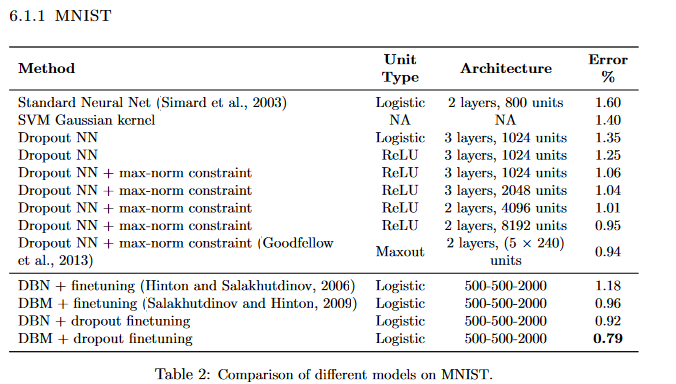 6.1.1 MNIST
Method Unit Type Architecture Error %
Standard Neural Net (Simard et al., 2003) Logistic 2 layers, 800 units 1.60
SVM Gaussian kernel NA NA 1.40
Dropout NN Logistic 3 layers, 1024 units 1.35
Dropout NN ReLU 3 layers, 1024 units 1.25
Dropout NN + max-norm constraint ReLU 3 layers, 1024 units 1.06
Dropout NN + max-norm constraint ReLU 3 layers, 2048 units 1.04
Dropout NN + max-norm constraint ReLU 2 layers, 4096 units 1.01
Dropout NN + max-norm constraint ReLU 2 layers, 8192 units 0.95
Dropout NN + max-norm constraint (Goodfellow et al., 2013) Maxout 2 layers, (5 × 240) units 0.94
DBN + finetuning (Hinton and Salakhutdinov, 2006) Logistic 500-500-2000 1.18
DBM + finetuning (Salakhutdinov and Hinton, 2009) Logistic 500-500-2000 0.96
DBN + dropout finetuning Logistic 500-500-2000 0.92
DBM + dropout finetuning Logistic 500-500-2000 0.79
Table 2: Comparison of different models on MNIST.